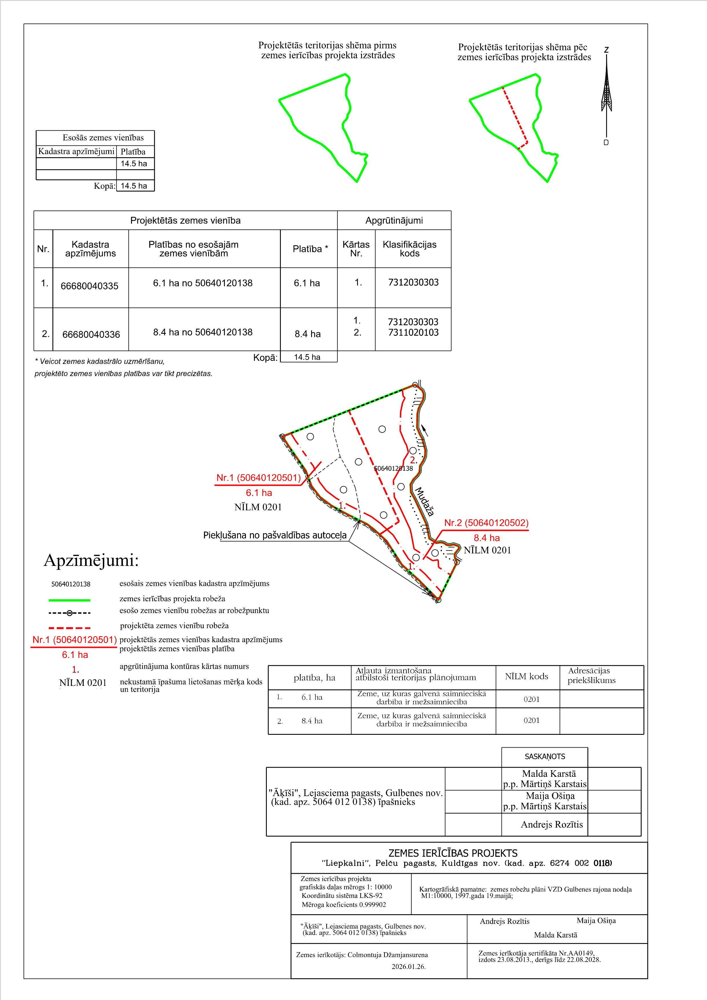 Projektētās teritorijas shēma pirms
zemes ierīcības projekta izstrādes
Projektētās teritorijas shēma pēc
zemes ierīcības projekta izstrādes
Z
D
Esošās zemes vienības
Kadastra apzīmējumi Platība
14.5 ha
Kopā: 14.5 ha
Projektētās zemes vienība Apgrūtinājumi
Nr. Kadastra apzīmējums Platības no esošajām zemes vienībām Platība * Kārtas Nr. Klasifikācijas kods
1. 66680040335 6.1 ha no 50640120138 6.1 ha 1. 7312030303
2. 66680040336 8.4 ha no 50640120138 8.4 ha 1. 7312030303
2. 7311020103
Kopā: 14.5 ha
* Veicot zemes kadastrālo uzmērīšanu,
projektēto zemes vienības platības var tikt precizētas.
2.
50640120138
Nr.1 (50640120501)
6.1 ha
NĪLM 0201
Mudaža
1.
Nr.2 (50640120502)
8.4 ha
NĪLM 0201
Piekļušana no pašvaldības autoceļa
1.
Apzīmējumi:
50640120138 esošais zemes vienības kadastra apzīmējums
zemes ierīcības projekta robeža
esošo zemes vienību robežas ar robežpunktu
projektēta zemes vienību robeža
Nr.1 (50640120501) projektētās zemes vienības kadastra apzīmējums
6.1 ha projektētās zemes vienības platība
1. apgrūtinājuma kontūras kārtas numurs
NĪLM 0201 nekustamā īpašuma lietošanas mērķa kods
un teritorija
platība, ha Atļauta izmantošana atbilstoši teritorijas plānojumam NĪLM kods Adresācijas priekšlikums
1. 6.1 ha Zeme, uz kuras galvenā saimnieciskā darbība ir mežsaimniecība 0201
2. 8.4 ha Zeme, uz kuras galvenā saimnieciskā darbība ir mežsaimniecība 0201
SASKAŅOTS
"Āķīši", Lejasciema pagasts, Gulbenes nov.
(kad. apz. 5064 012 0138) īpašnieks
Malda Karstā
p.p. Mārtiņš Karstais
Maija Ošiņa
p.p. Mārtiņš Karstais
Andrejs Rozītis
ZEMES IERĪCĪBAS PROJEKTS
"Liepkalni", Pelču pagasts, Kuldīgas nov. (kad. apz. 6274 002 0118)
Zemes ierīcības projekta
grafiskās daļas mērogs 1: 10000
Koordinātu sistēma LKS-92
Mēroga koeficients 0.999902
Kartogrāfiskā pamatne: zemes robežu plāni VZD Gulbenes rajona nodaļa
M1:10000, 1997.gada 19.maijā;
"Āķīši", Lejasciema pagasts, Gulbenes nov.
(kad. apz. 5064 012 0138) īpašnieks
Andrejs Rozītis Maija Ošiņa
Malda Karstā
Zemes ierīkotājs: Colmontuja Džamjansurena
2026.01.26.
Zemes ierīkotāja sertifikāta Nr.AA0149,
izdots 23.08.2013., derīgs līdz 22.08.2028.